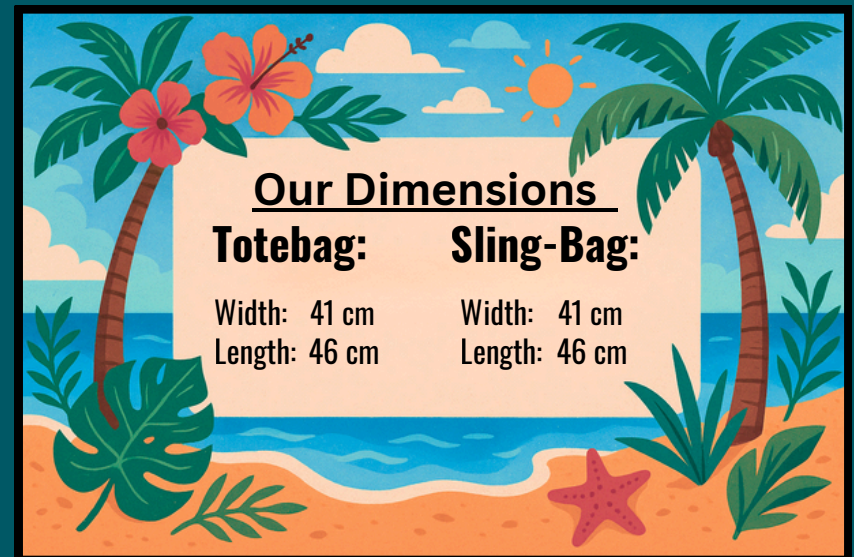 Our Dimensions
Totebag:
Width: 41 cm
Length: 46 cm
Sling-Bag:
Width: 41 cm
Length: 46 cm